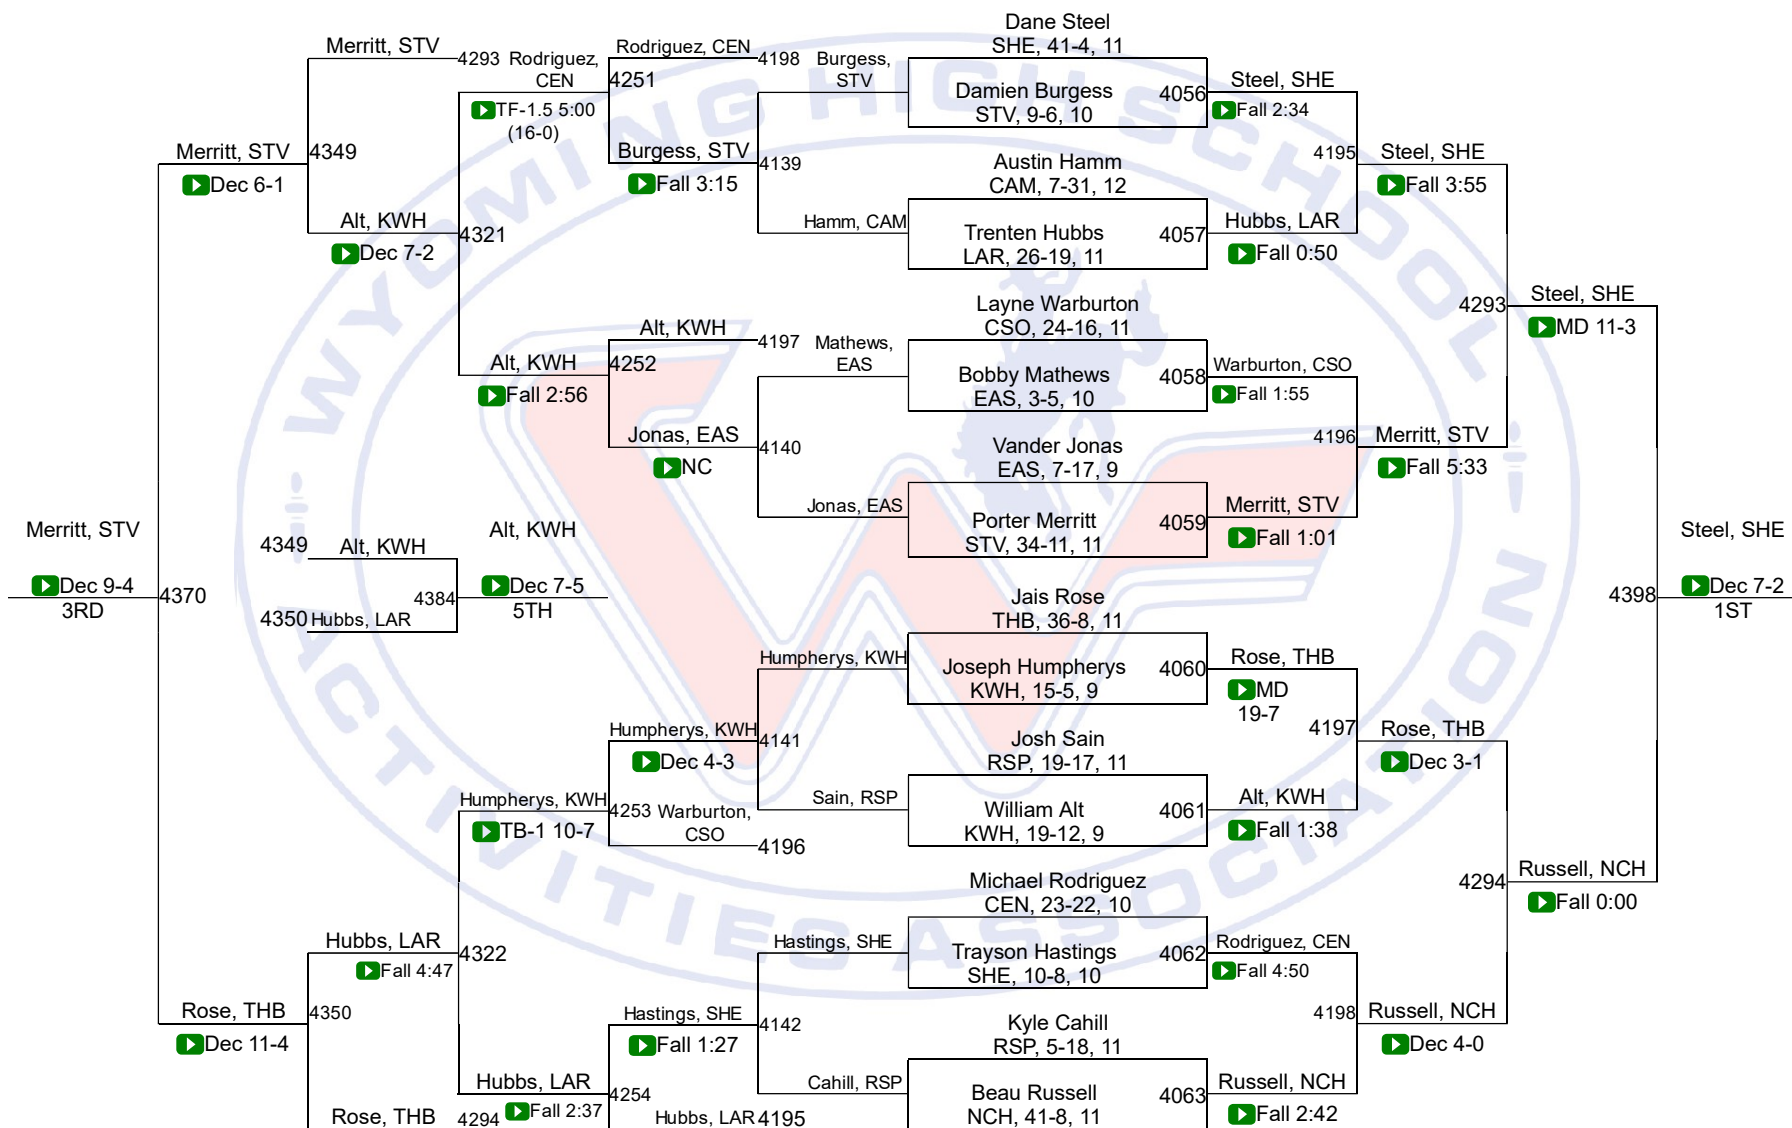 WYOMING HIGH SCHOOL
ACTIVITIES ASSOCIATION
Dane Steel
SHE, 41-4, 11
Damien Burgess
STV, 9-6, 10
4056
Steel, SHE
Fall 2:34
Austin Hamm
CAM, 7-31, 12
Trenten Hubbs
LAR, 26-19, 11
4057
Hubbs, LAR
Fall 0:50
4195
Steel, SHE
Fall 3:55
Layne Warburton
CSO, 24-16, 11
Bobby Mathews
EAS, 3-5, 10
4058
Warburton, CSO
Fall 1:55
Vander Jonas
EAS, 7-17, 9
Porter Merritt
STV, 34-11, 11
4059
Merritt, STV
Fall 1:01
4196
Merritt, STV
Fall 5:33
4293
Steel, SHE
MD 11-3
Jais Rose
THB, 36-8, 11
Joseph Humpherys
KWH, 15-5, 9
4060
Rose, THB
MD
19-7
Josh Sain
RSP, 19-17, 11
William Alt
KWH, 19-12, 9
4061
Alt, KWH
Fall 1:38
4197
Rose, THB
Dec 3-1
Michael Rodriguez
CEN, 23-22, 10
Trayson Hastings
SHE, 10-8, 10
4062
Rodriguez, CEN
Fall 4:50
Kyle Cahill
RSP, 5-18, 11
Beau Russell
NCH, 41-8, 11
4063
Russell, NCH
Fall 2:42
4198
Russell, NCH
Dec 4-0
4294
Russell, NCH
Fall 0:00
4398
Steel, SHE
Dec 7-2
1ST
Burgess,
STV
Hamm, CAM
4139
Burgess, STV
Fall 3:15
Rodriguez, CEN
4198
4251
Rodriguez,
CEN
TF-1.5 5:00
(16-0)
Mathews,
EAS
Jonas, EAS
4140
Jonas, EAS
NC
Alt, KWH
4197
4252
Alt, KWH
Fall 2:56
4321
Alt, KWH
Dec 7-2
Merritt, STV
4293
4349
Merritt, STV
Dec 6-1
Humpherys, KWH
Sain, RSP
4141
Humpherys, KWH
Dec 4-3
Warburton,
CSO
4196
4253
Humpherys, KWH
TB-1 10-7
Hastings, SHE
Cahill, RSP
4142
Hastings, SHE
Fall 1:27
Hubbs, LAR
4195
4254
Hubbs, LAR
Fall 2:37
4322
Hubbs, LAR
Fall 4:47
Rose, THB
4294
4350
Rose, THB
Dec 11-4
4370
Merritt, STV
Dec 9-4
3RD
4349
Alt, KWH
4350
Hubbs, LAR
4384
Alt, KWH
Dec 7-5
5TH